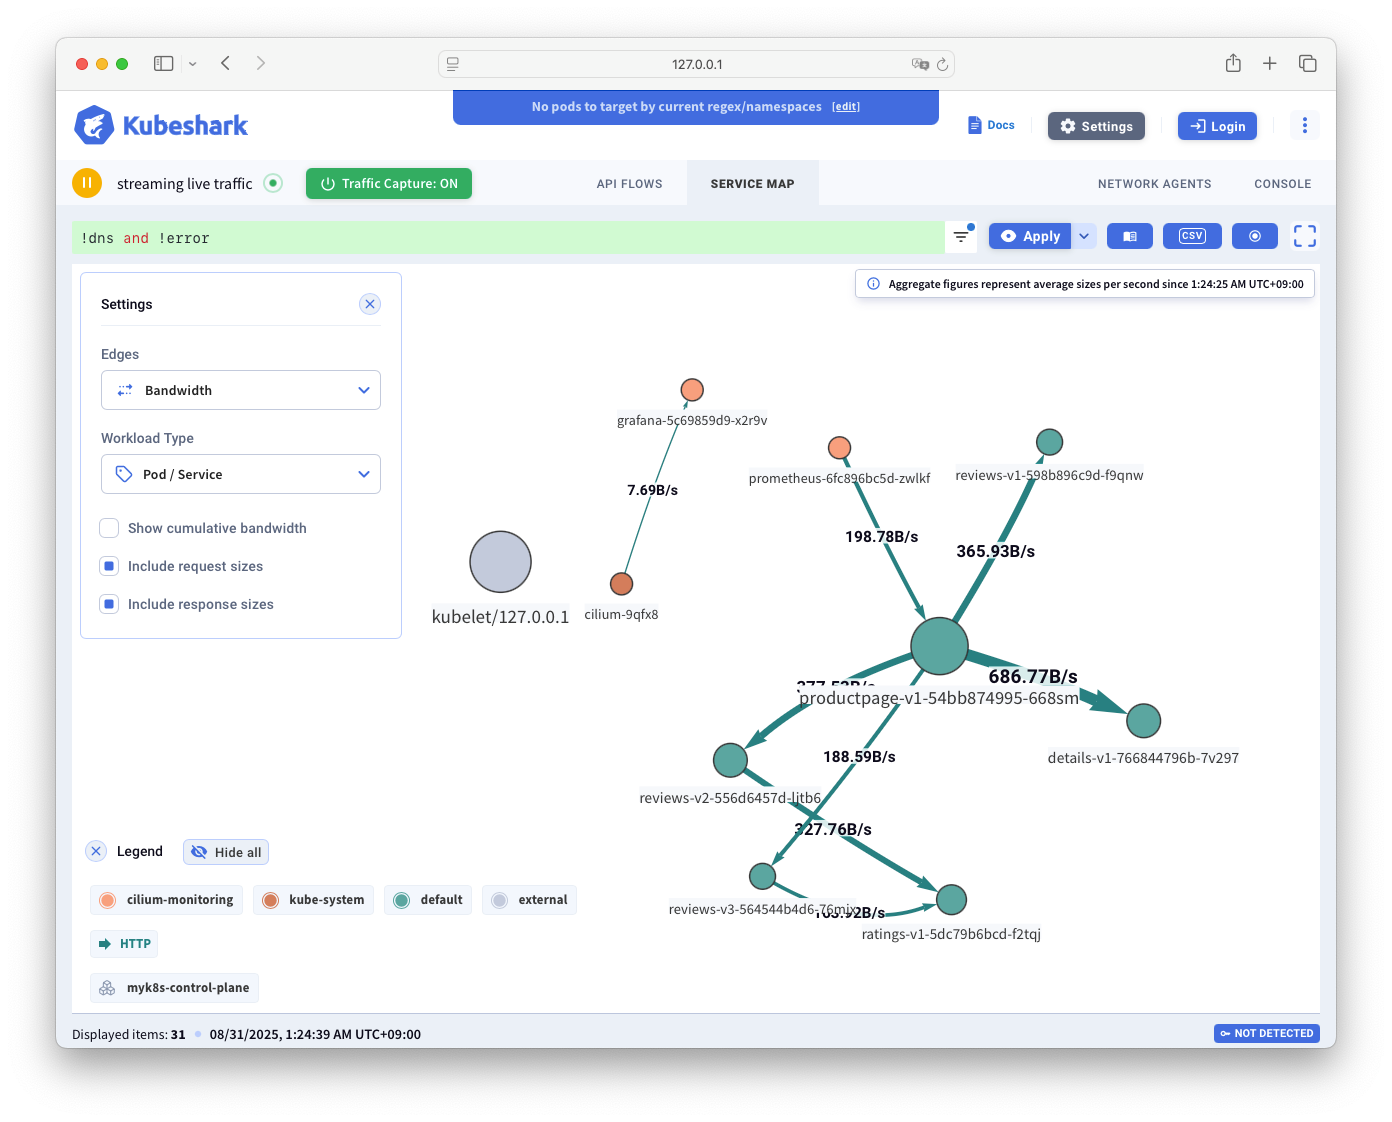 127.0.0.1
Kubeshark
No pods to target by current regex/namespaces [edit]
Docs
Settings
Login
streaming live traffic
Traffic Capture: ON
API FLOWS
SERVICE MAP
NETWORK AGENTS
CONSOLE
!dns and !error
Apply
CSV
Settings
Aggregate figures represent average sizes per second since 1:24:25 AM UTC+09:00
Edges
Bandwidth
Workload Type
Pod / Service
Show cumulative bandwidth
Include request sizes
Include response sizes
grafana-5c69859d9-x2r9v
prometheus-6fc896bc5d-zwlkf
reviews-v1-598b896c9d-f9qnw
7.69B/s
198.78B/s
365.93B/s
kubelet/127.0.0.1
cilium-9qfx8
686.77B/s
productpage-v1-54bb874995-668sm
188.59B/s
details-v1-766844796b-7v297
reviews-v2-556d6457d-ljtb6
327.76B/s
reviews-v3-564544b4d6-76mjx
ratings-v1-5dc79b6bcd-f2tqj
Legend
Hide all
cilium-monitoring
kube-system
default
external
HTTP
myk8s-control-plane
Displayed items: 31
08/31/2025, 1:24:39 AM UTC+09:00
NOT DETECTED